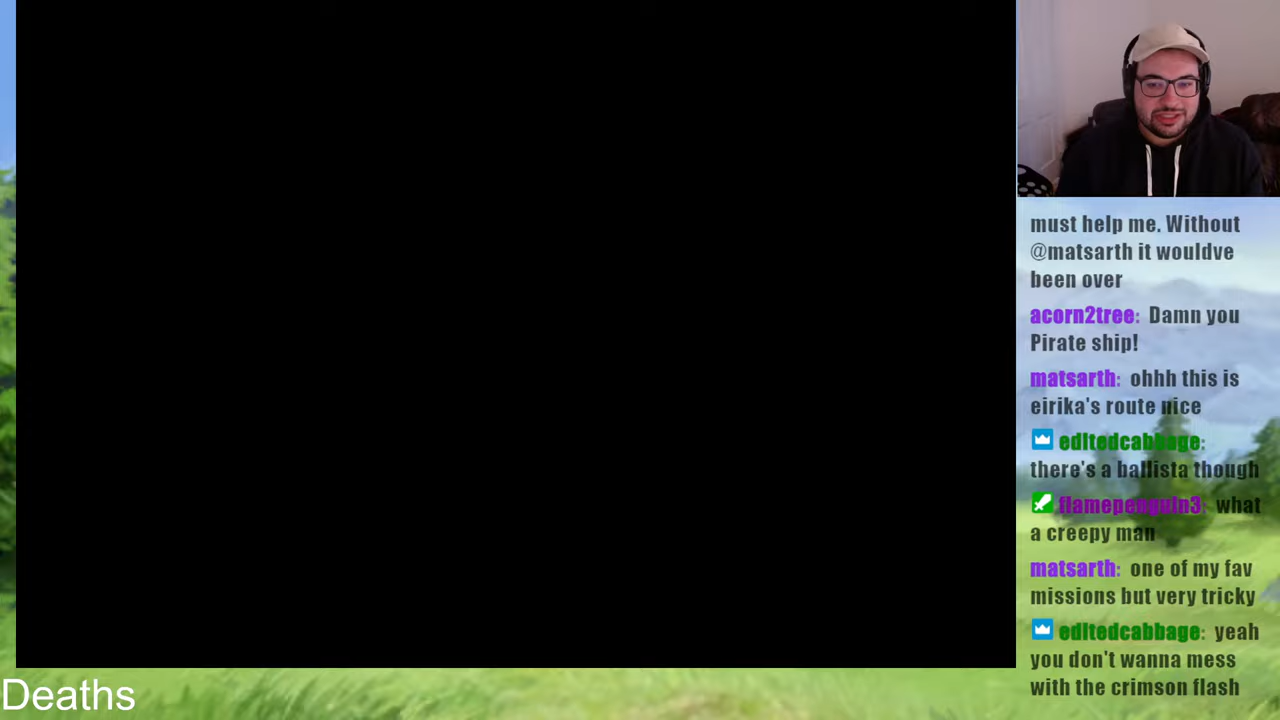 must help me. Without
@matsarth it wouldve
been over
acorn2tree: Damn you
Pirate ship!
matsarth: ohhh this is
eirika's route nice
editedcabbage:
there's a ballista though
flamepenguin3: what
a creepy man
matsarth: one of my fav
missions but very tricky
editedcabbage: yeah
you don't wanna mess
with the crimson flash
Deaths